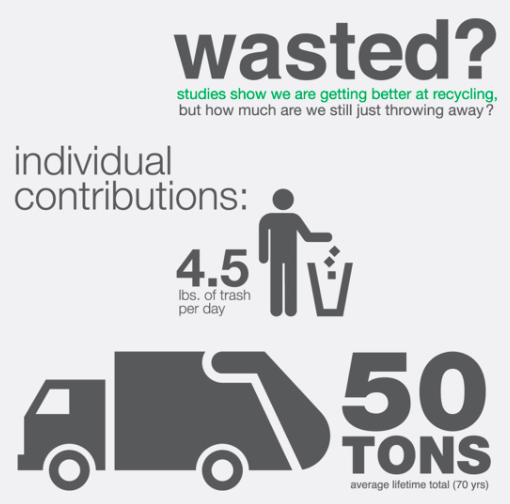 wasted?
studies show we are getting better at recycling,
but how much are we still just throwing away?
individual
contributions:
4.5
lbs. of trash
per day
50
TONS
average lifetime total (70 yrs)